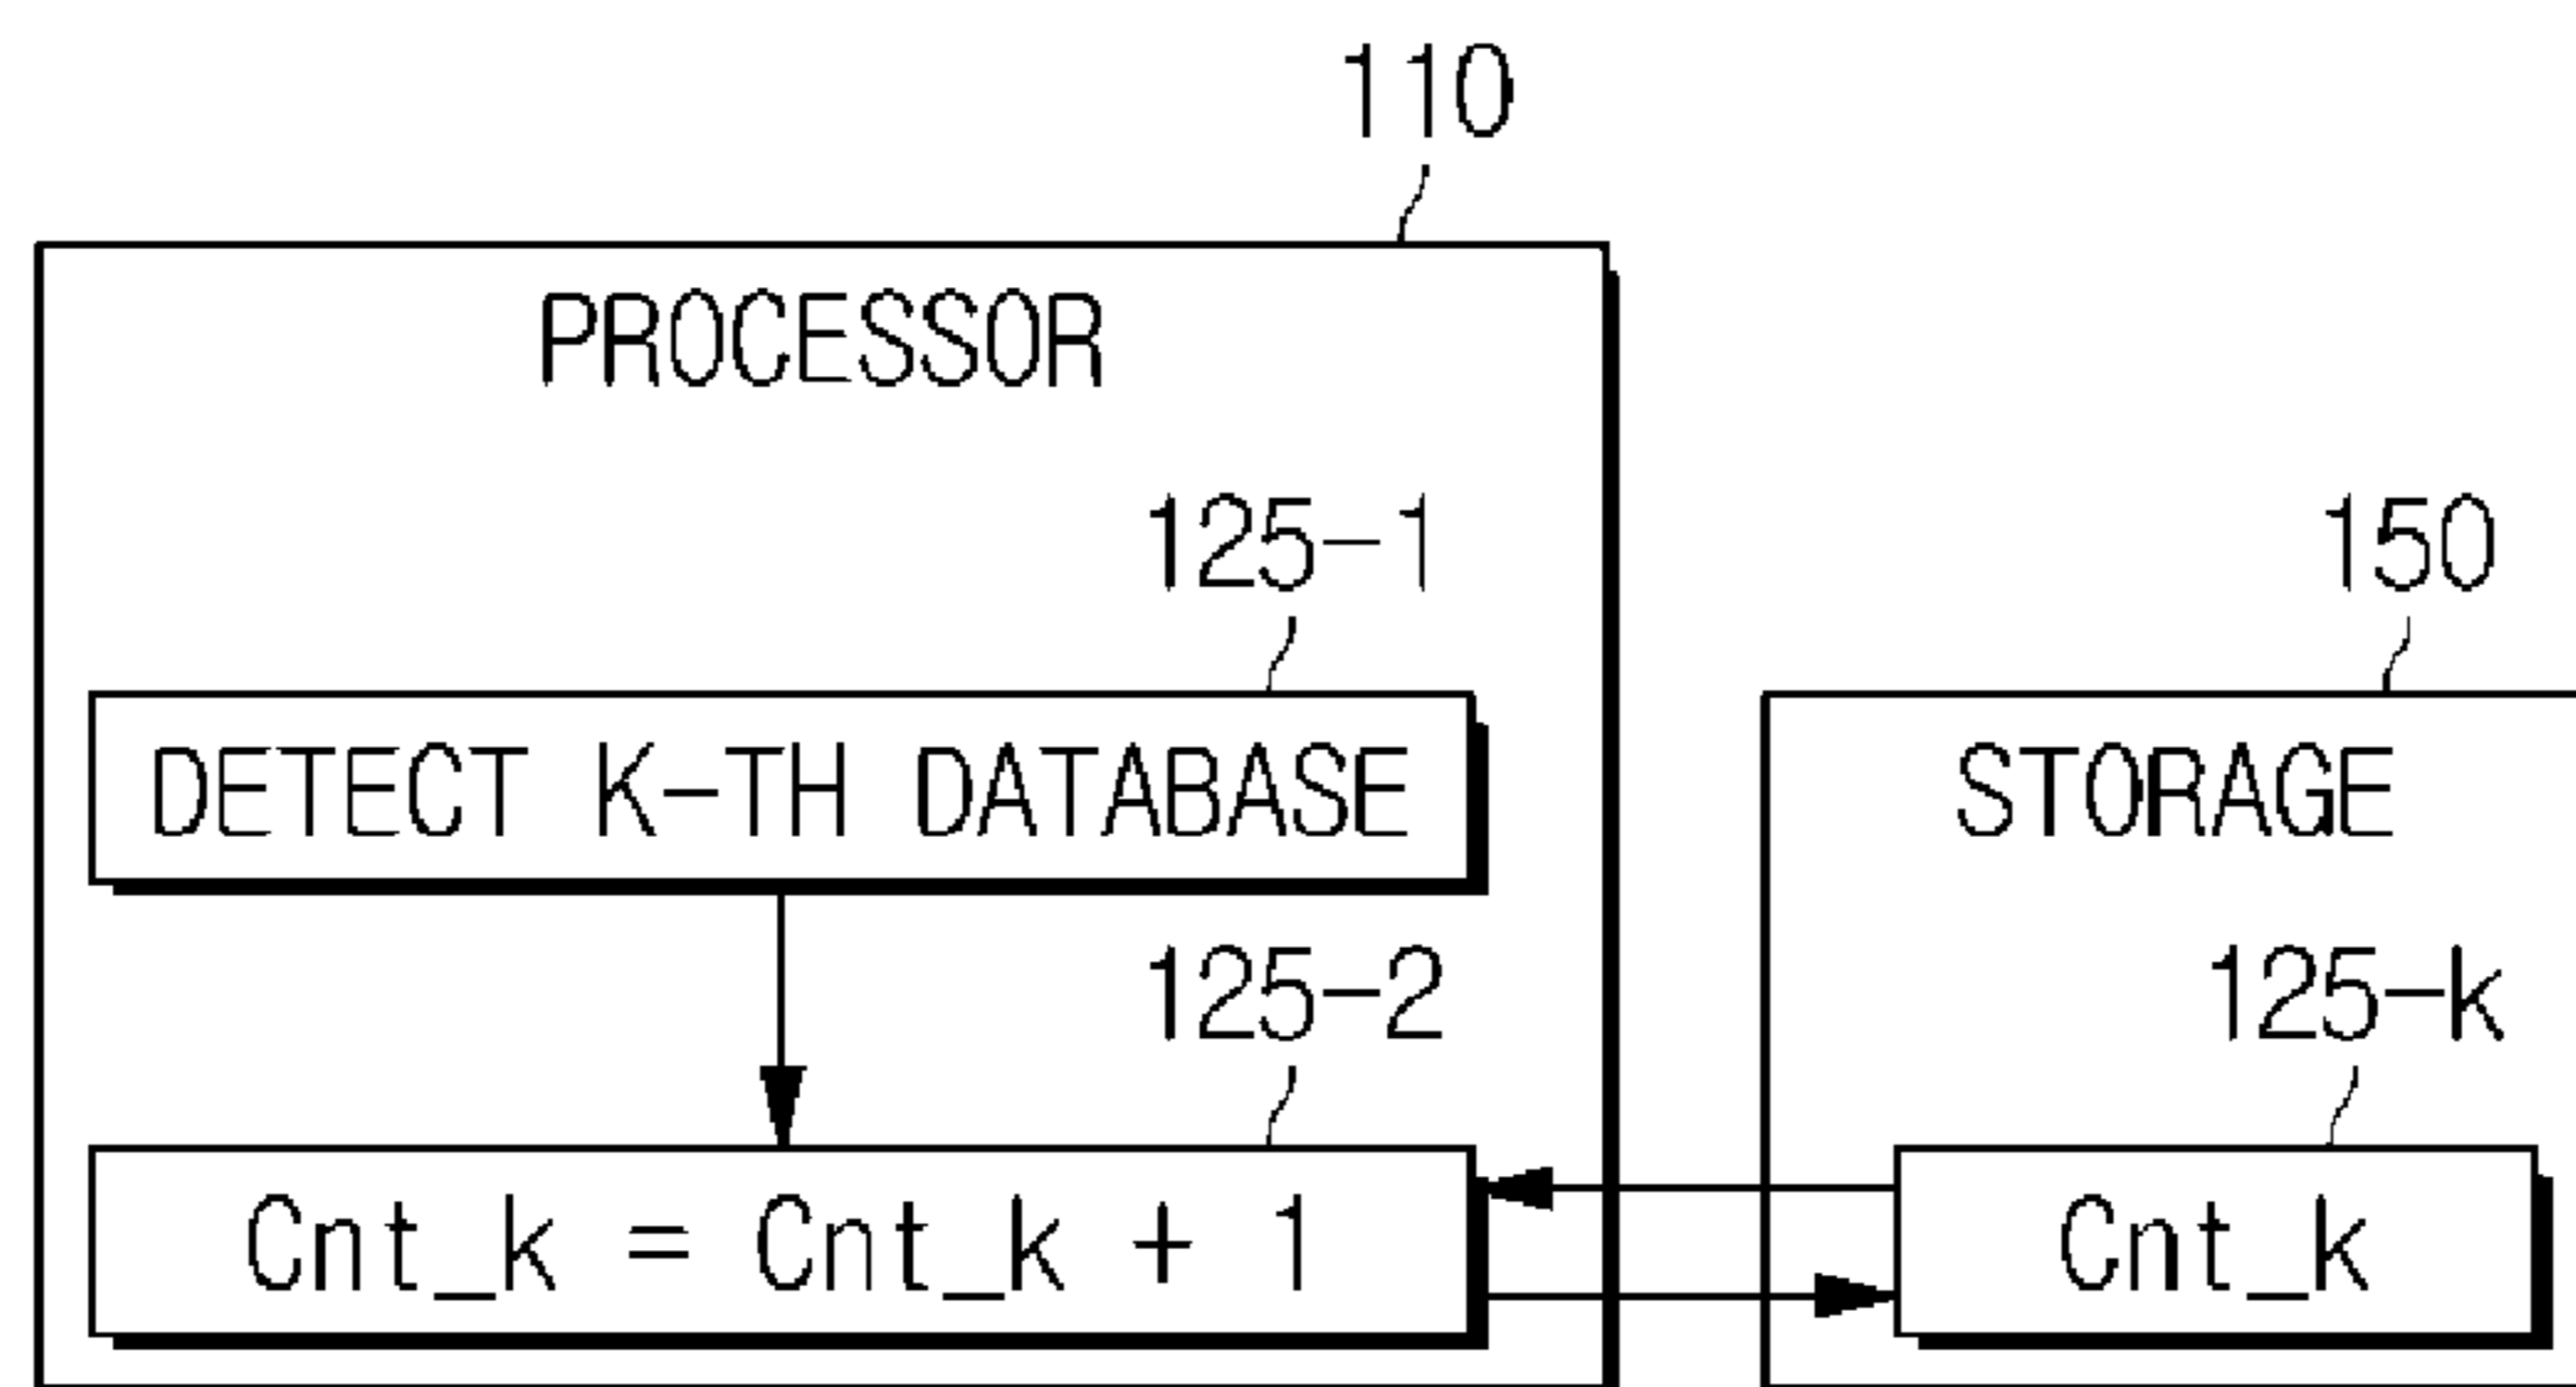 110
PROCESSOR
125-1
150
DETECT K-TH DATABASE
STORAGE
125-2
125-k
Cnt_k = Cnt_k + 1
Cnt_k